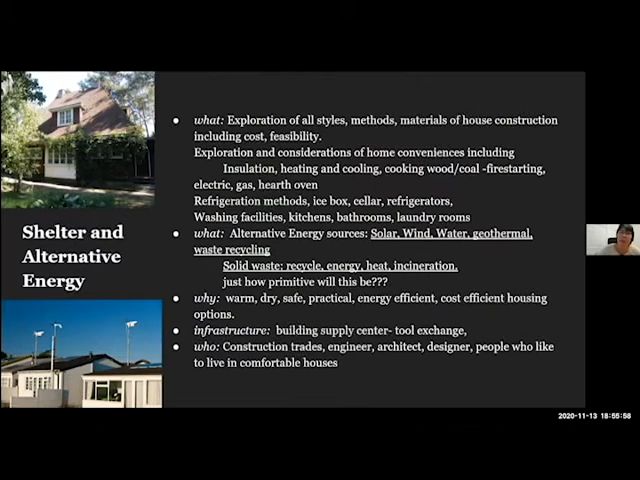 Shelter and
Alternative
Energy
● what: Exploration of all styles, methods, materials of house construction
including cost, feasibility.
Exploration and considerations of home conveniences including
Insulation, heating and cooling, cooking wood/coal -firestarting,
electric, gas, hearth oven
Refrigeration methods, ice box, cellar, refrigerators,
Washing facilities, kitchens, bathrooms, laundry rooms
● what: Alternative Energy sources: Solar, Wind, Water, geothermal,
waste recycling
Solid waste: recycle, energy, heat, incineration,
just how primitive will this be???
● why: warm, dry, safe, practical, energy efficient, cost efficient housing
options.
● infrastructure: building supply center- tool exchange,
● who: Construction trades, engineer, architect, designer, people who like
to live in comfortable houses
2020-11-13 18:55:58